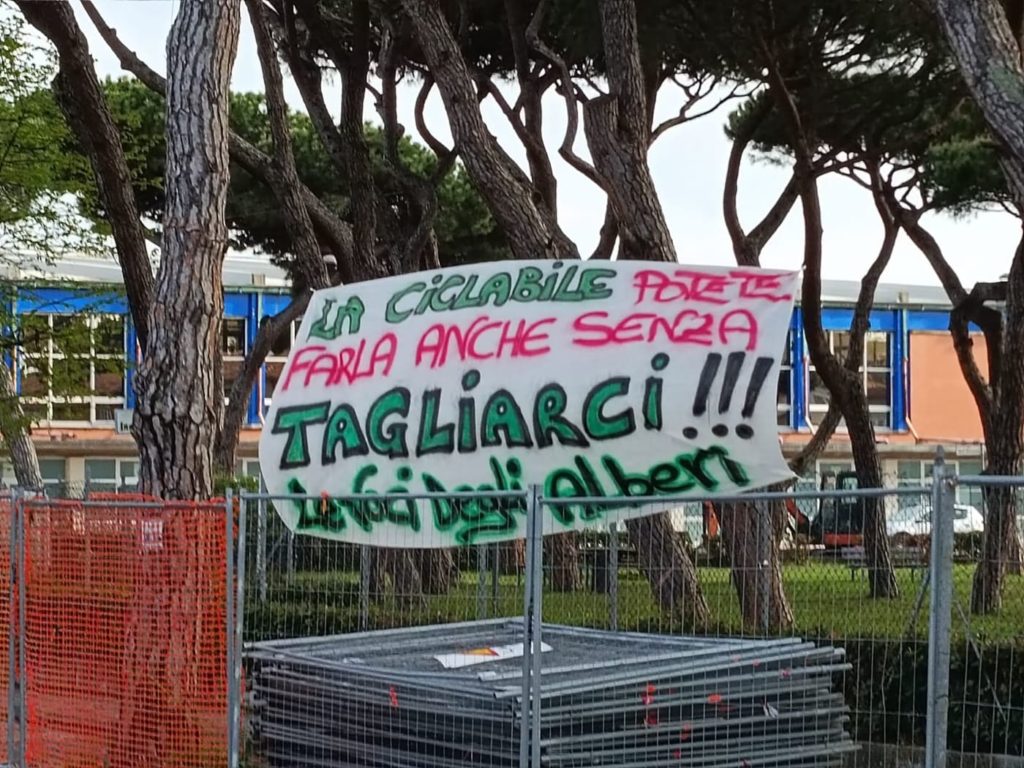 LA CICLABILE POTETE
FARLA ANCHE SENZA
TAGLIARCI !!!
Le Voci Degli Alberi